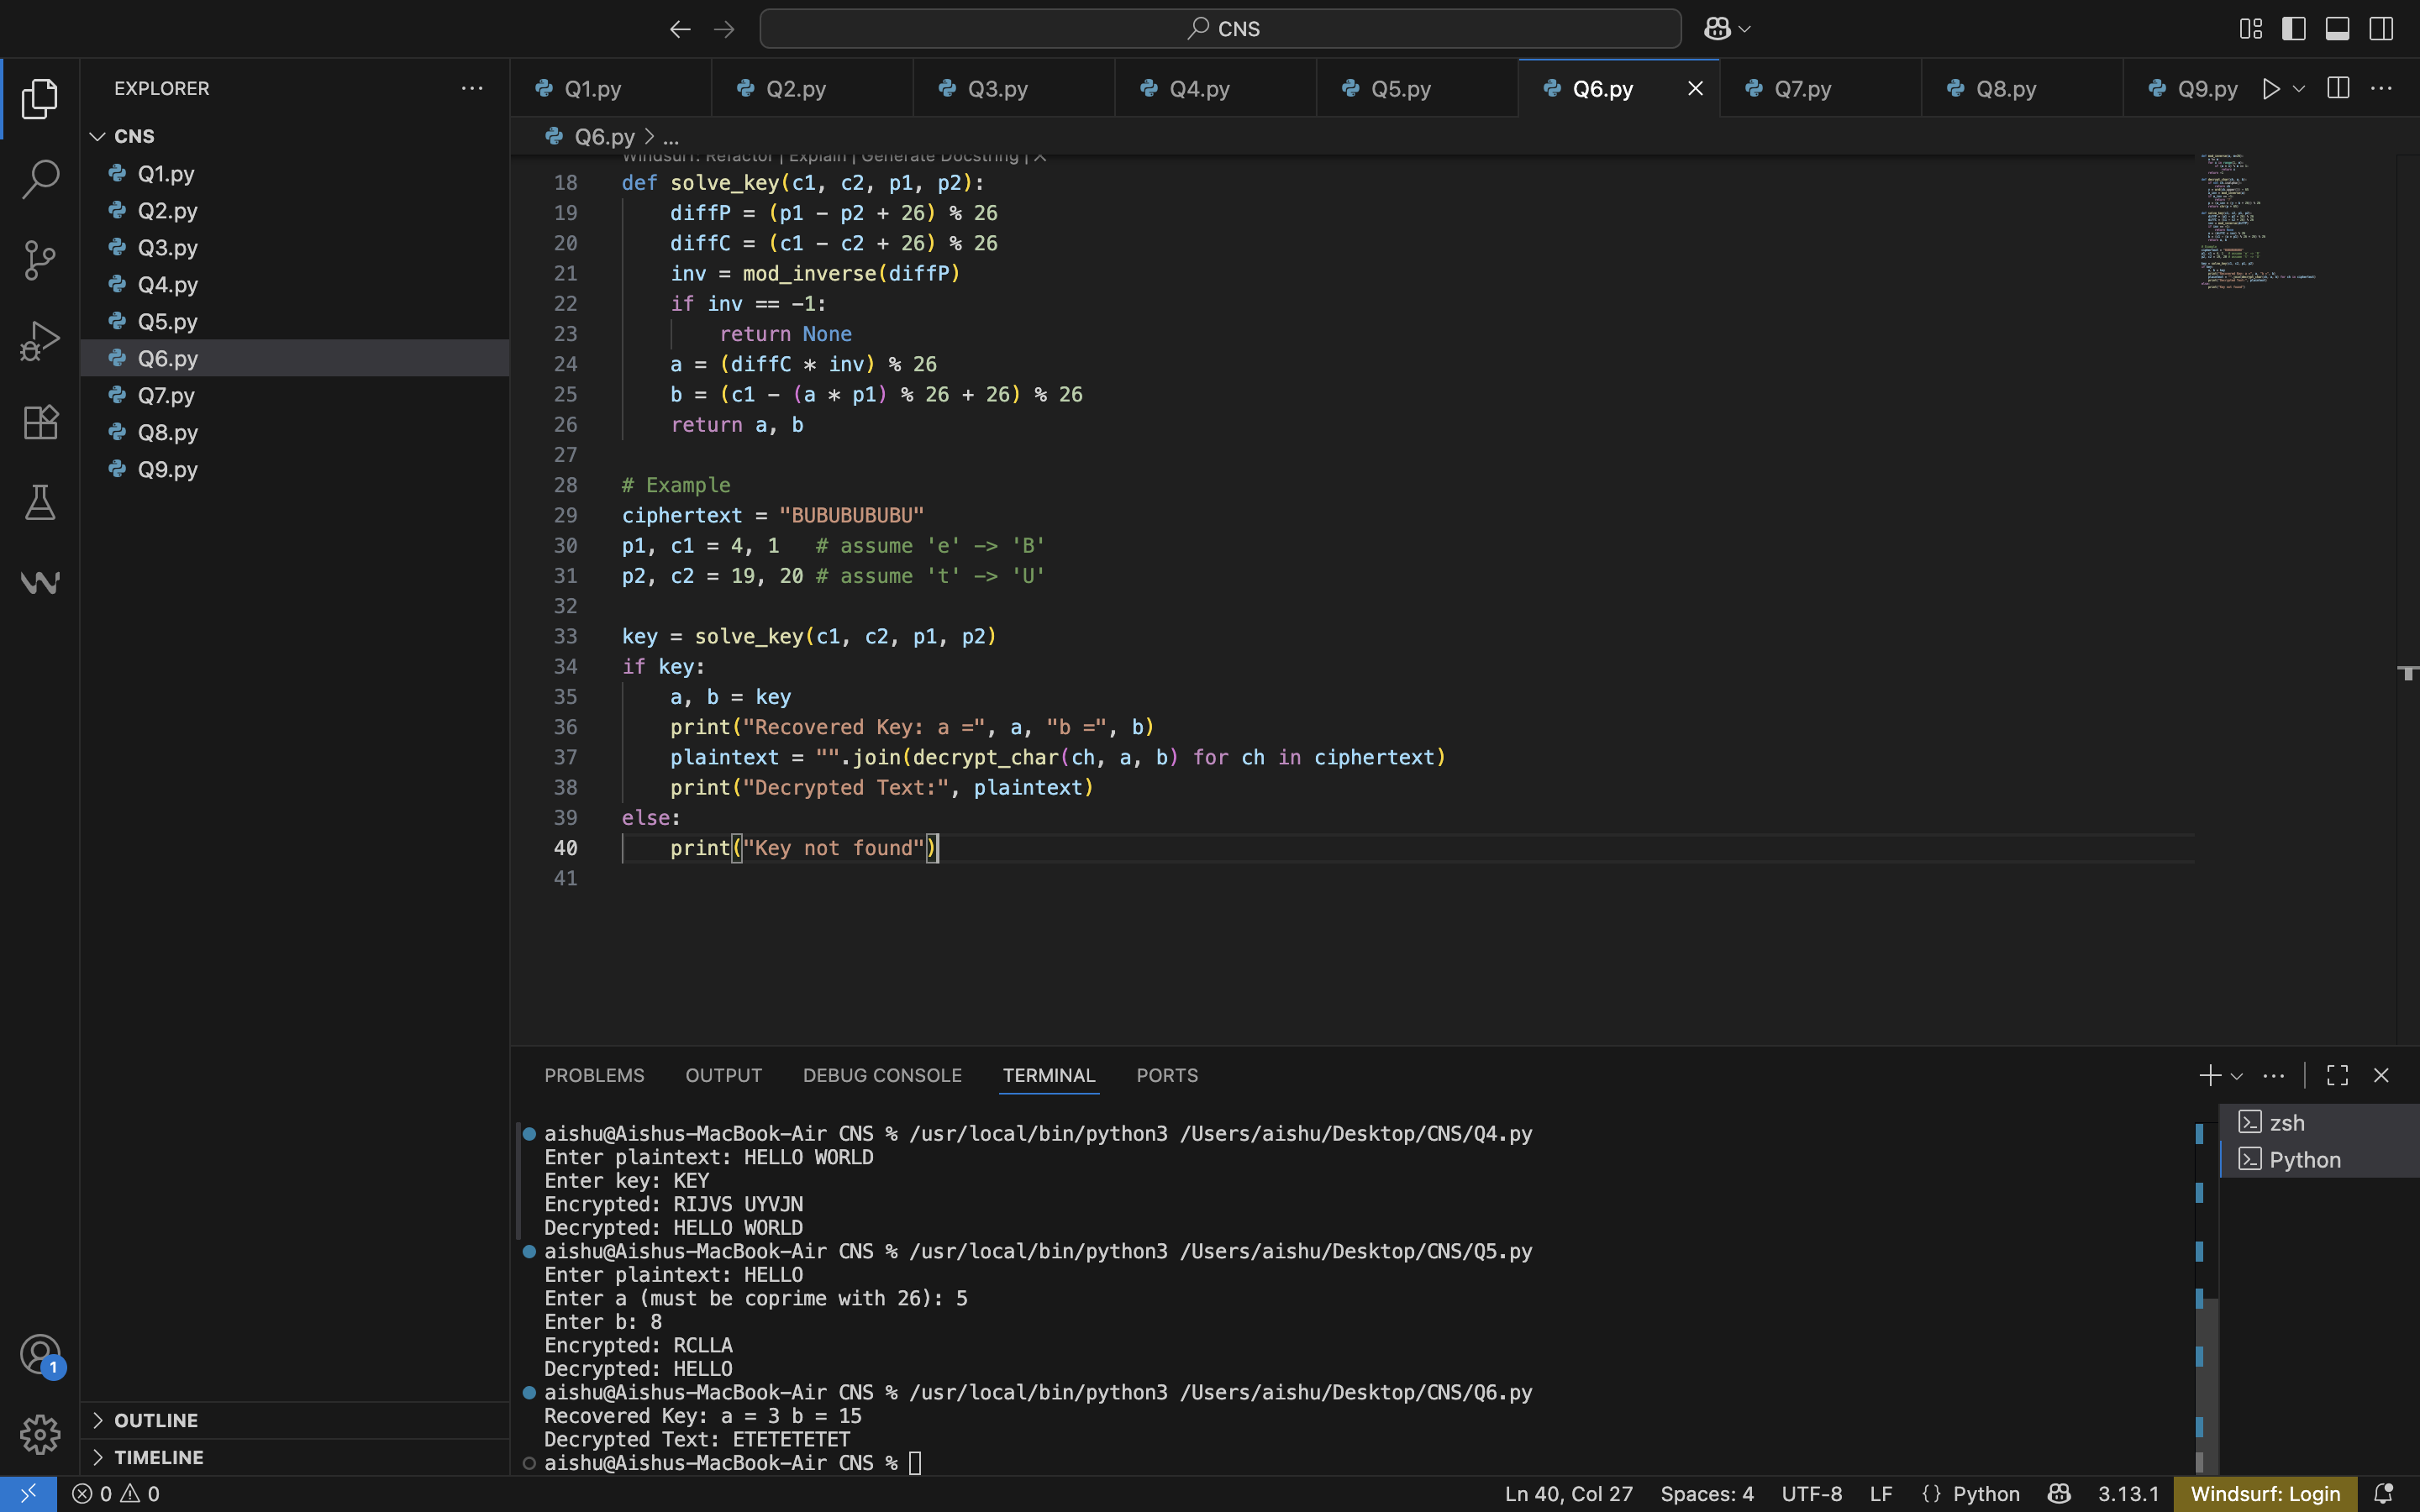 CNS
EXPLORER
CNS
Q1.py
Q2.py
Q3.py
Q4.py
Q5.py
Q6.py
Q7.py
Q8.py
Q9.py
OUTLINE
TIMELINE
Q1.py Q2.py Q3.py Q4.py Q5.py Q6.py Q7.py Q8.py Q9.py
Q6.py > ...
Windsurf: Refactor | Explain | Generate Docstring |
18 def solve_key(c1, c2, p1, p2):
19     diffP = (p1 - p2 + 26) % 26
20     diffC = (c1 - c2 + 26) % 26
21     inv = mod_inverse(diffP)
22     if inv == -1:
23         return None
24     a = (diffC * inv) % 26
25     b = (c1 - (a * p1) % 26 + 26) % 26
26     return a, b
27
28 # Example
29 ciphertext = "BUBUBUBUBU"
30 p1, c1 = 4, 1   # assume 'e' -> 'B'
31 p2, c2 = 19, 20 # assume 't' -> 'U'
32
33 key = solve_key(c1, c2, p1, p2)
34 if key:
35     a, b = key
36     print("Recovered Key: a =", a, "b =", b)
37     plaintext = "".join(decrypt_char(ch, a, b) for ch in ciphertext)
38     print("Decrypted Text:", plaintext)
39 else:
40     print("Key not found")
41
PROBLEMS OUTPUT DEBUG CONSOLE TERMINAL PORTS
aishu@Aishus-MacBook-Air CNS % /usr/local/bin/python3 /Users/aishu/Desktop/CNS/Q4.py
Enter plaintext: HELLO WORLD
Enter key: KEY
Encrypted: RIJVS UYVJN
Decrypted: HELLO WORLD
aishu@Aishus-MacBook-Air CNS % /usr/local/bin/python3 /Users/aishu/Desktop/CNS/Q5.py
Enter plaintext: HELLO
Enter a (must be coprime with 26): 5
Enter b: 8
Encrypted: RCLLA
Decrypted: HELLO
aishu@Aishus-MacBook-Air CNS % /usr/local/bin/python3 /Users/aishu/Desktop/CNS/Q6.py
Recovered Key: a = 3 b = 15
Decrypted Text: ETETETETET
aishu@Aishus-MacBook-Air CNS %
zsh
Python
1
0 0 Ln 40, Col 27 Spaces: 4 UTF-8 LF {} Python 3.13.1 Windsurf: Login